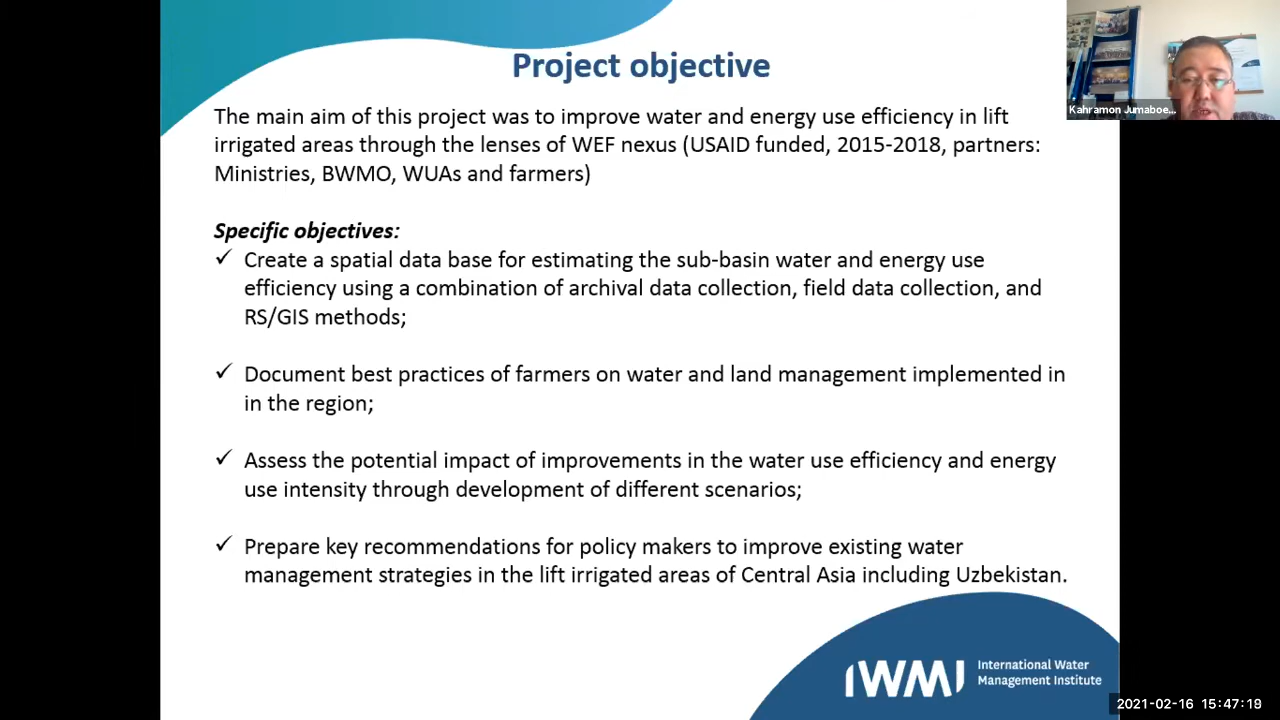 Project objective
The main aim of the project was to improve water and energy use efficiency in lift
irrigated areas through the lenses of WEF nexus (USAID funded, 2015-2018, partners:
Ministries, BWMO, WUAs and farmers)
Specific objectives:
✓ Create a spatial data base for estimating the sub-basin water and energy use
efficiency using a combination of archival data collection, field data collection, and
RS/GIS methods;
✓ Document best practices of farmers on water and land management implemented in
in the region;
✓ Assess the potential impact of improvements in the water use efficiency and energy
use intensity through development of different scenarios;
✓ Prepare key recommendations for policy makers to improve existing water
management strategies in the lift irrigated areas of Central Asia including Uzbekistan.
Kahramon Jumaboe...
IWMI
International Water
Management Institute
2021-02-16 15:47:19